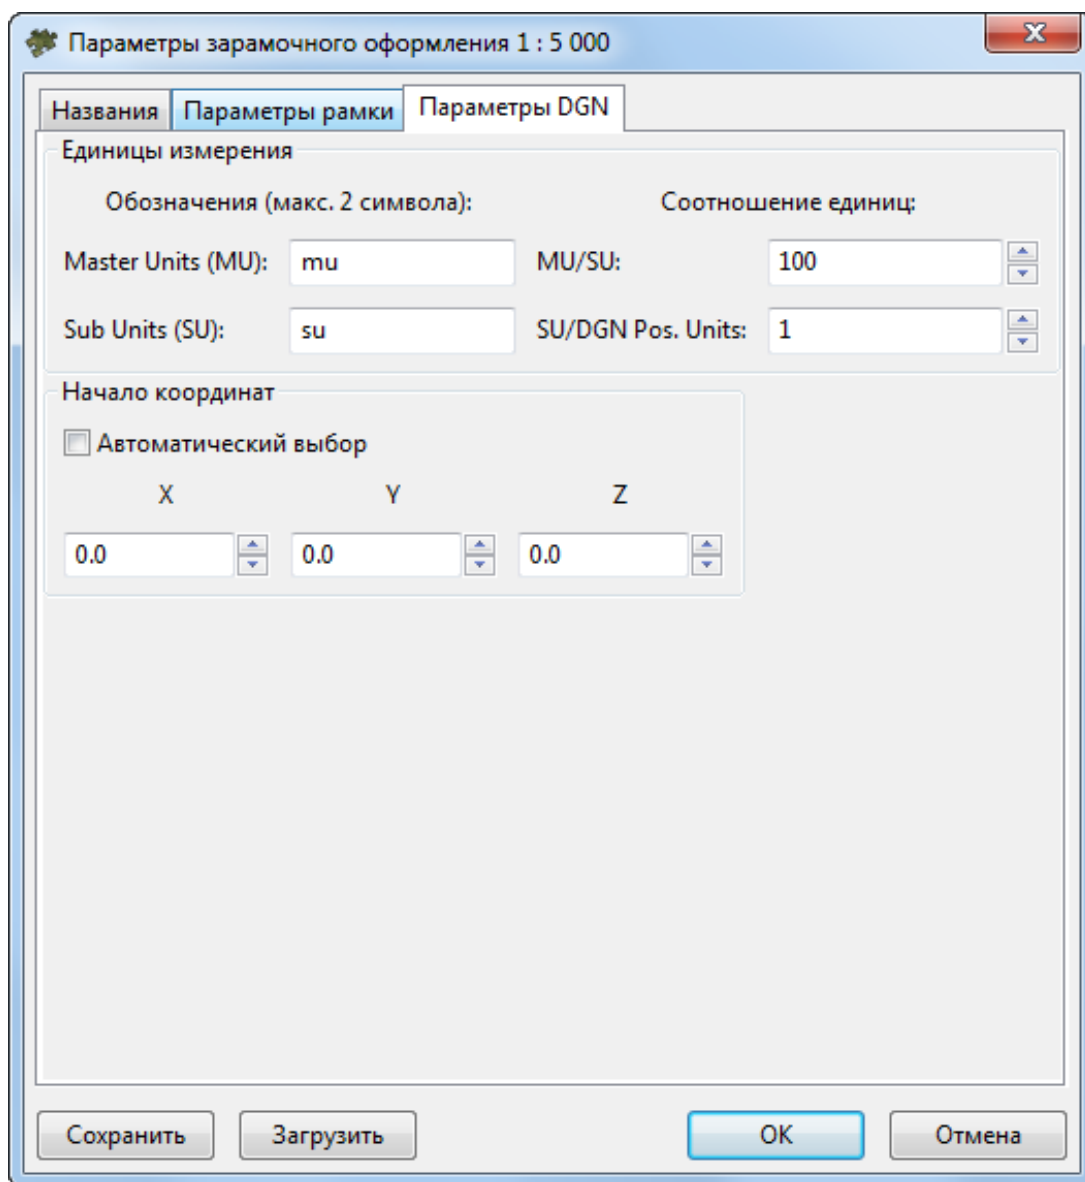 Параметры зарамочного оформления 1 : 5 000
Названия Параметры рамки Параметры DGN
Единицы измерения
Обозначения (макс. 2 символа): Соотношение единиц:
Master Units (MU): mu MU/SU: 100
Sub Units (SU): su SU/DGN Pos. Units: 1
Начало координат
Автоматический выбор
X Y Z
0.0 0.0 0.0
Сохранить Загрузить OK Отмена